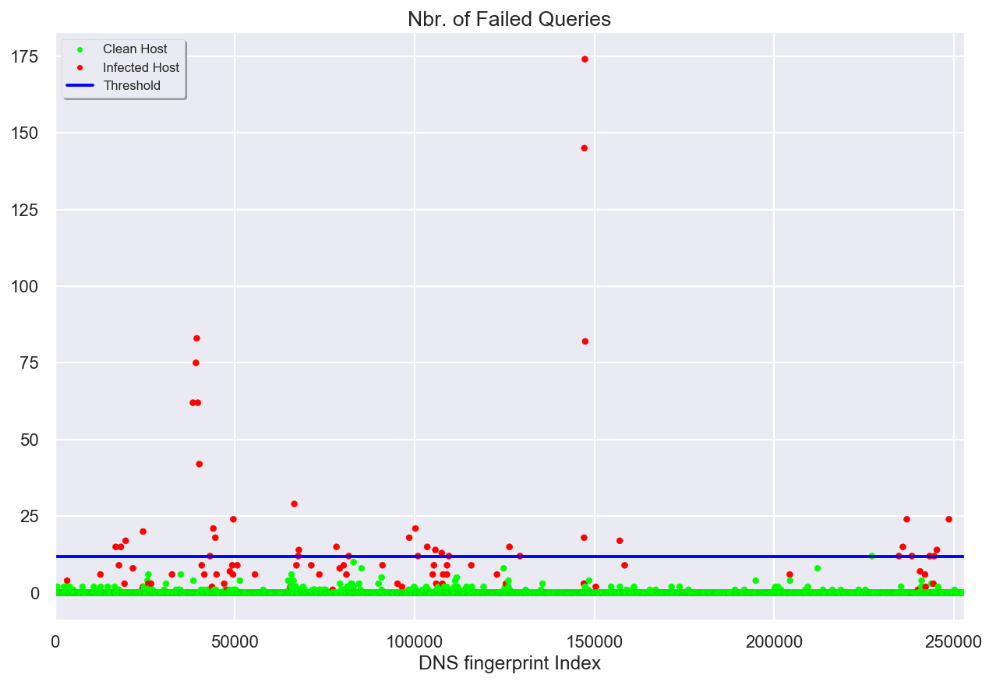 Nbr. of Failed Queries
Clean Host
Infected Host
Threshold
175
150
125
100
75
50
25
0
0 50000 100000 150000 200000 250000
DNS fingerprint Index